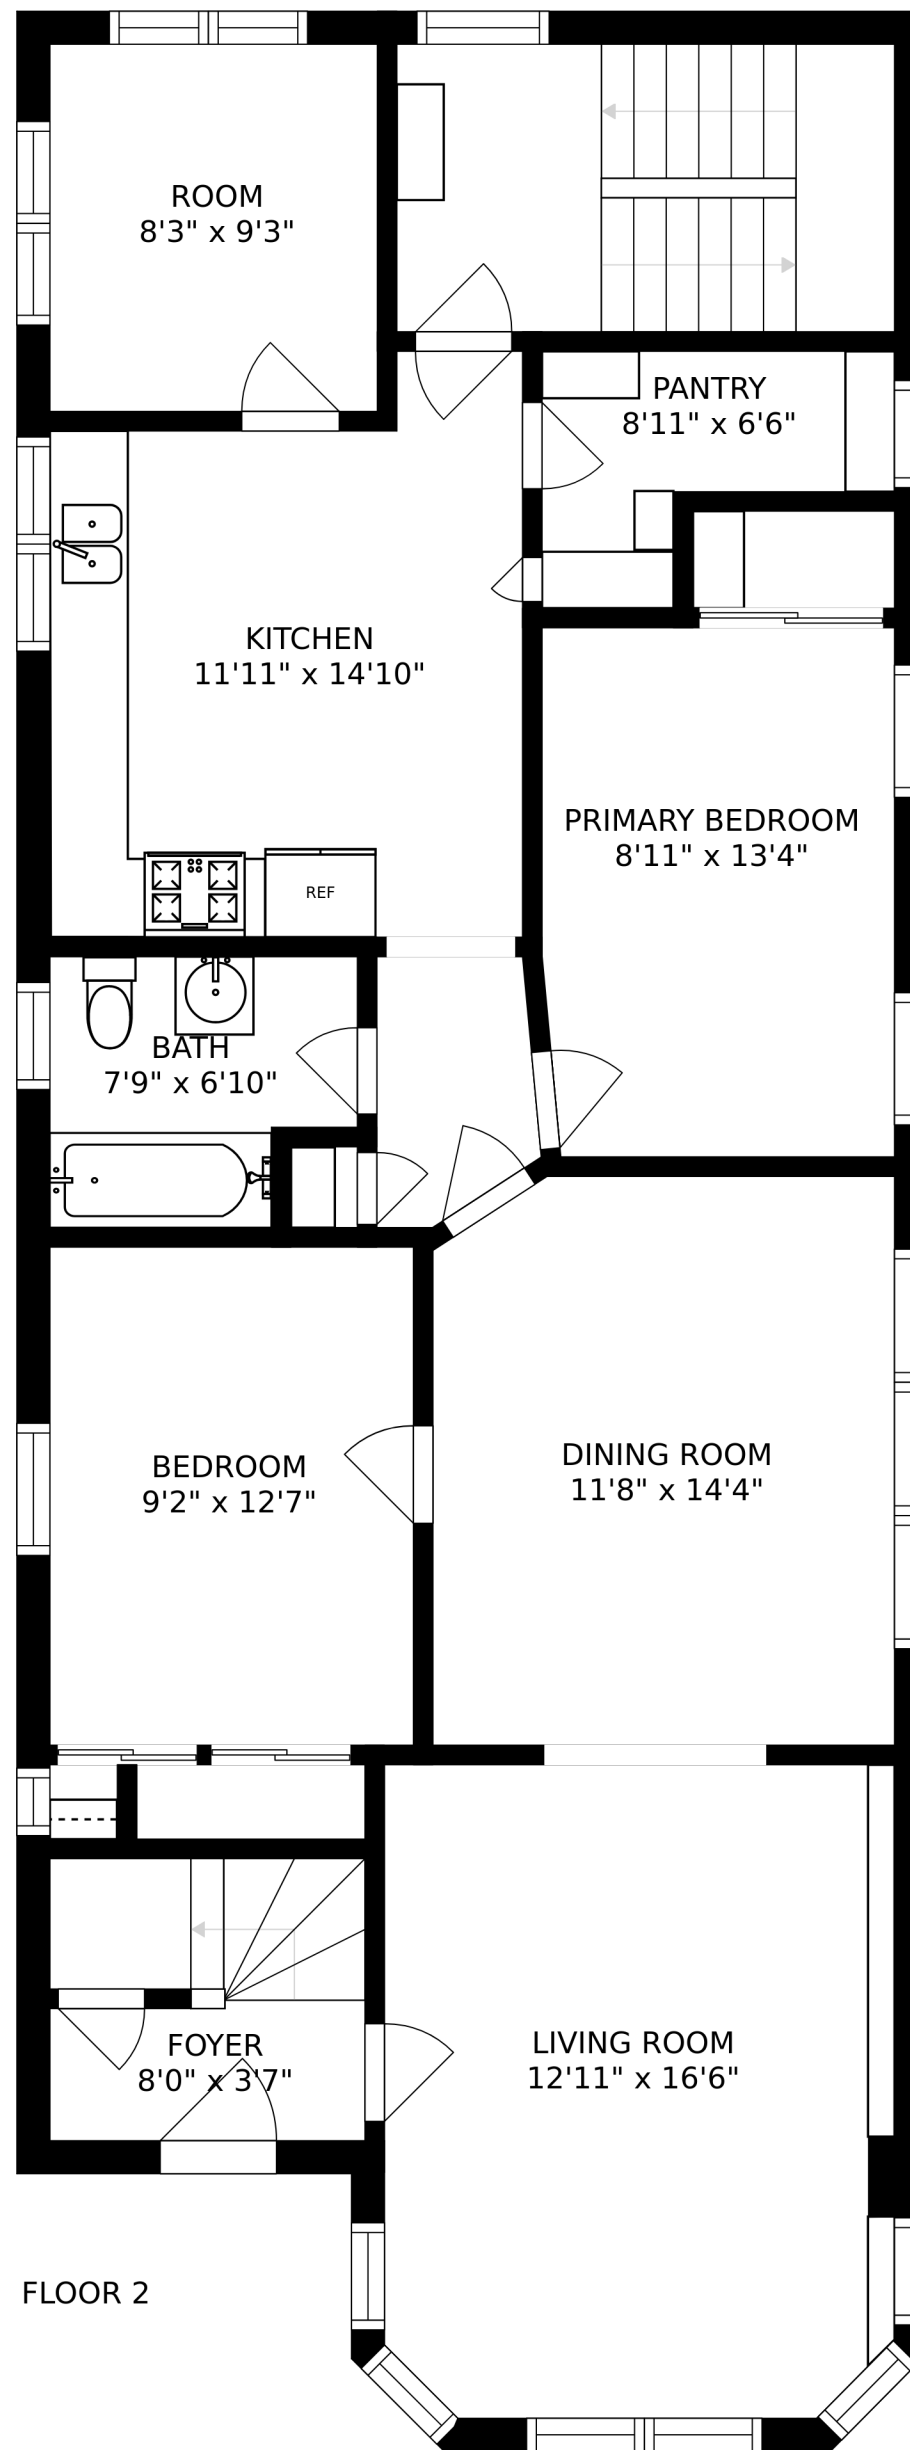 ROOM
8'3" x 9'3"
PANTRY
8'11" x 6'6"
KITCHEN
11'11" x 14'10"
PRIMARY BEDROOM
8'11" x 13'4"
REF
BATH
7'9" x 6'10"
BEDROOM
9'2" x 12'7"
DINING ROOM
11'8" x 14'4"
FOYER
8'0" x 3'7"
LIVING ROOM
12'11" x 16'6"
FLOOR 2